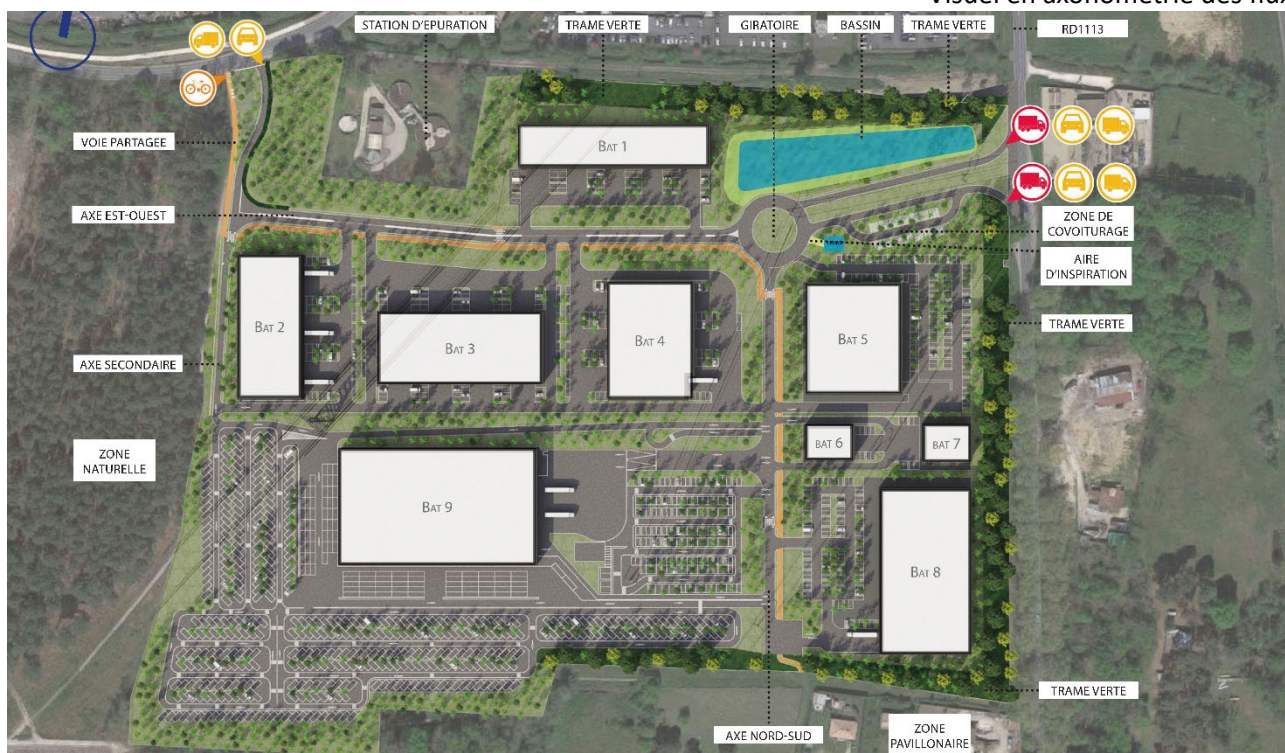 Visuel en axonométrie des flux
STATION D'EPURATION
TRAME VERTE
GIRATOIRE
BASSIN
TRAME VERTE
RD1113
VOIE PARTAGEE
BAT 1
AXE EST-OUEST
ZONE DE
COVOITURAGE
AIRE
D'INSPIRATION
BAT 2
BAT 3
BAT 4
BAT 5
TRAME VERTE
AXE SECONDAIRE
BAT 6
BAT 7
ZONE
NATURELLE
BAT 9
BAT 8
TRAME VERTE
AXE NORD-SUD
ZONE
PAVILLONAIRE